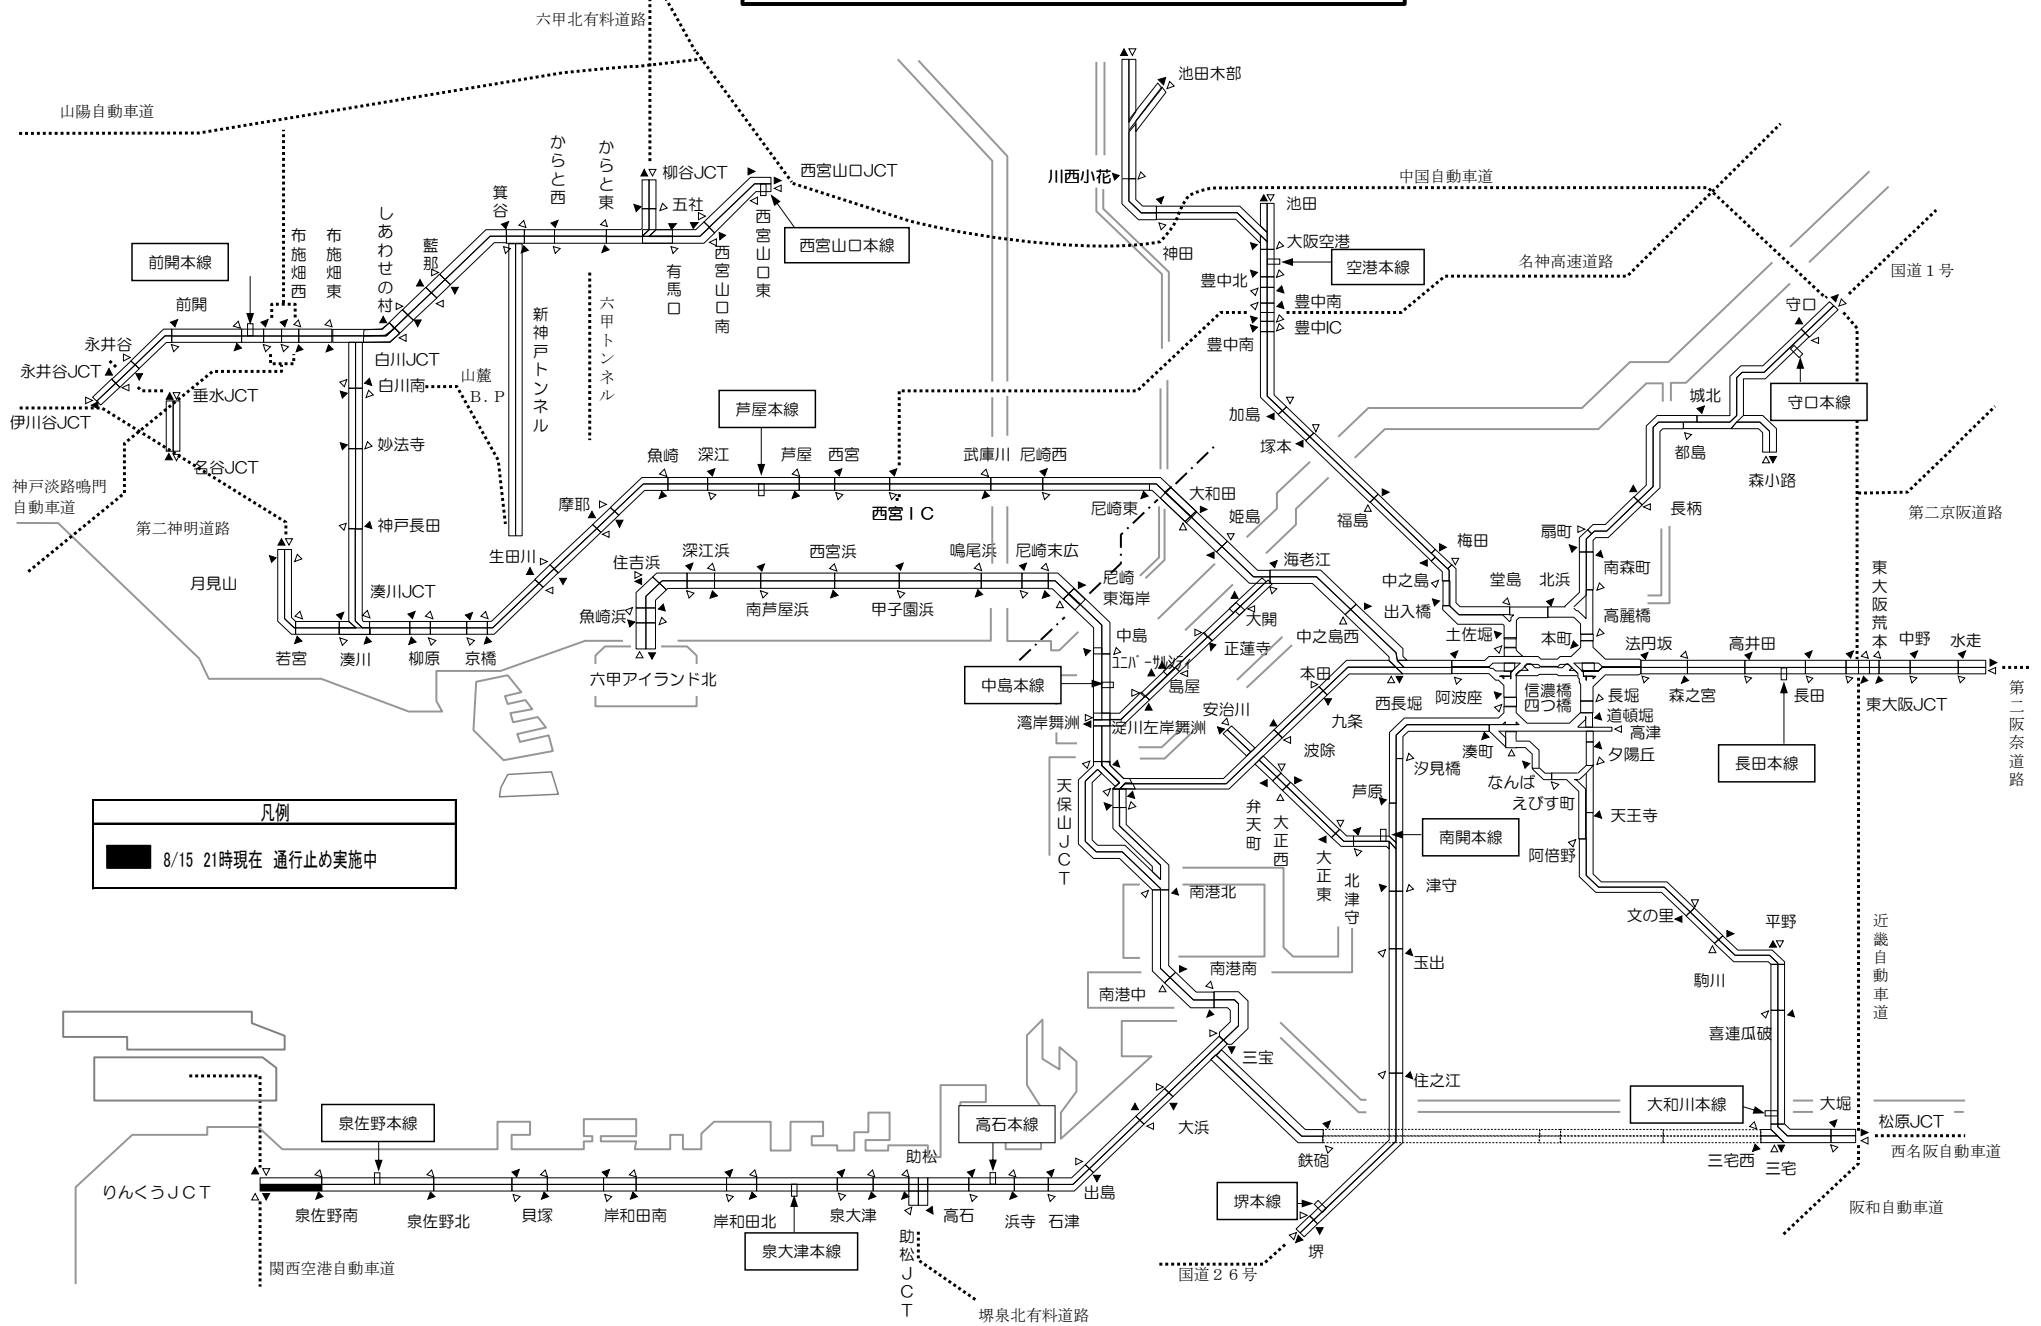 六甲北有料道路
池田木部
山陽自動車道
からと西
からと東
柳谷JCT
西宮山口JCT
中国自動車道
川西小花
箕谷
五社
池田
しあわせの村
布施畑西
布施畑東
藍那
有馬口
西宮山口南
西宮山口東
西宮山口本線
神田
大阪空港
空港本線
名神高速道路
国道1号
前開本線
前開
新神戸トンネル
六甲トンネル
豊中北
豊中南
豊中IC
豊中南
守口
永井谷
永井谷JCT
白川JCT
白川南
山麓
B.P
垂水JCT
伊川谷JCT
芦屋本線
加島
城北
守口本線
妙法寺
塚本
都島
名谷JCT
魚崎
深江
芦屋
西宮
武庫川
尼崎西
森小路
神戸淡路鳴門
自動車道
摩耶
西宮IC
尼崎東
大和田
姫島
福島
長柄
第二京阪道路
第二神明道路
神戸長田
扇町
生田川
住吉浜
深江浜
西宮浜
鳴尾浜
尼崎末広
海老江
梅田
南森町
東大阪荒本
月見山
湊川JCT
尼崎
東海岸
中之島
堂島
北浜
魚崎浜
南芦屋浜
甲子園浜
大開
出入橋
高麗橋
若宮
湊川
柳原
京橋
中島
正蓮寺
中之島西
土佐堀
本町
法円坂
高井田
中野
水走
ユニバーサルシティ
六甲アイランド北
中島本線
島屋
本田
西長堀
阿波座
信濃橋
四つ橋
長堀
森之宮
長田
東大阪JCT
第二阪奈道路
安治川
湾岸舞洲
淀川左岸舞洲
九条
道頓堀
高津
波除
湊町
夕陽丘
汐見橋
長田本線
天保山JCT
なんば
えびす町
芦原
弁天町
大正西
大正東
北津守
南開本線
天王寺
阿倍野
凡例
8/15 21時現在 通行止め実施中
津守
南港北
文の里
平野
近畿自動車道
玉出
南港南
南港中
駒川
喜連瓜破
三宝
住之江
大和川本線
大堀
松原JCT
泉佐野本線
高石本線
大浜
助松
鉄砲
三宅西
三宅
西名阪自動車道
りんくうJCT
出島
泉佐野南
泉佐野北
貝塚
岸和田南
岸和田北
泉大津
高石
浜寺
石津
堺本線
阪和自動車道
泉大津本線
助松JCT
堺
関西空港自動車道
国道26号
堺泉北有料道路